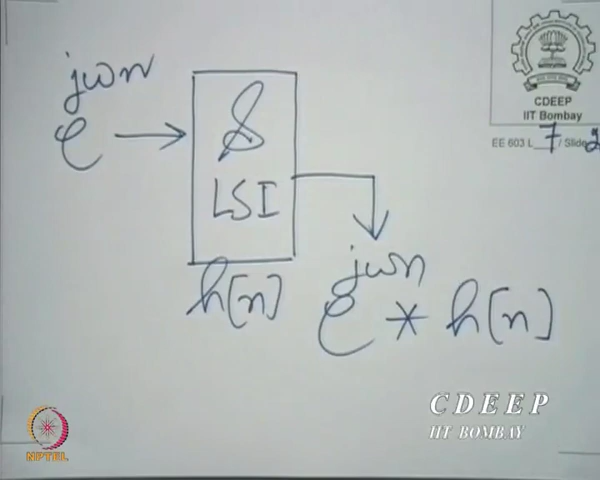 CDEEP
IIT Bombay
EE 603 L 7 / Slide 2
e^{jωn}
S
LSI
h[n]
e^{jωn} * h[n]
CDEEP
IIT BOMBAY
NPTEL